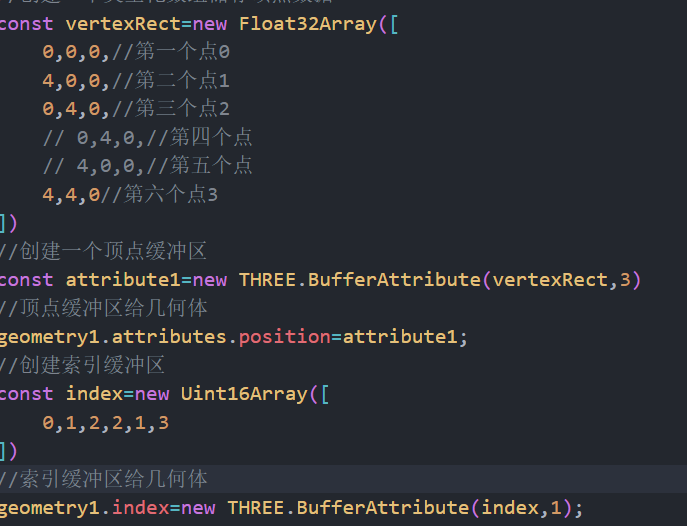 const vertexRect=new Float32Array([
0,0,0,//第一个点0
4,0,0,//第二个点1
0,4,0,//第三个点2
// 0,4,0,//第四个点
// 4,0,0,//第五个点
4,4,0//第六个点3
])
//创建一个顶点缓冲区
const attribute1=new THREE.BufferAttribute(vertexRect,3)
//顶点缓冲区给几何体
geometry1.attributes.position=attribute1;
//创建索引缓冲区
const index=new Uint16Array([
0,1,2,2,1,3
])
//索引缓冲区给几何体
geometry1.index=new THREE.BufferAttribute(index,1);